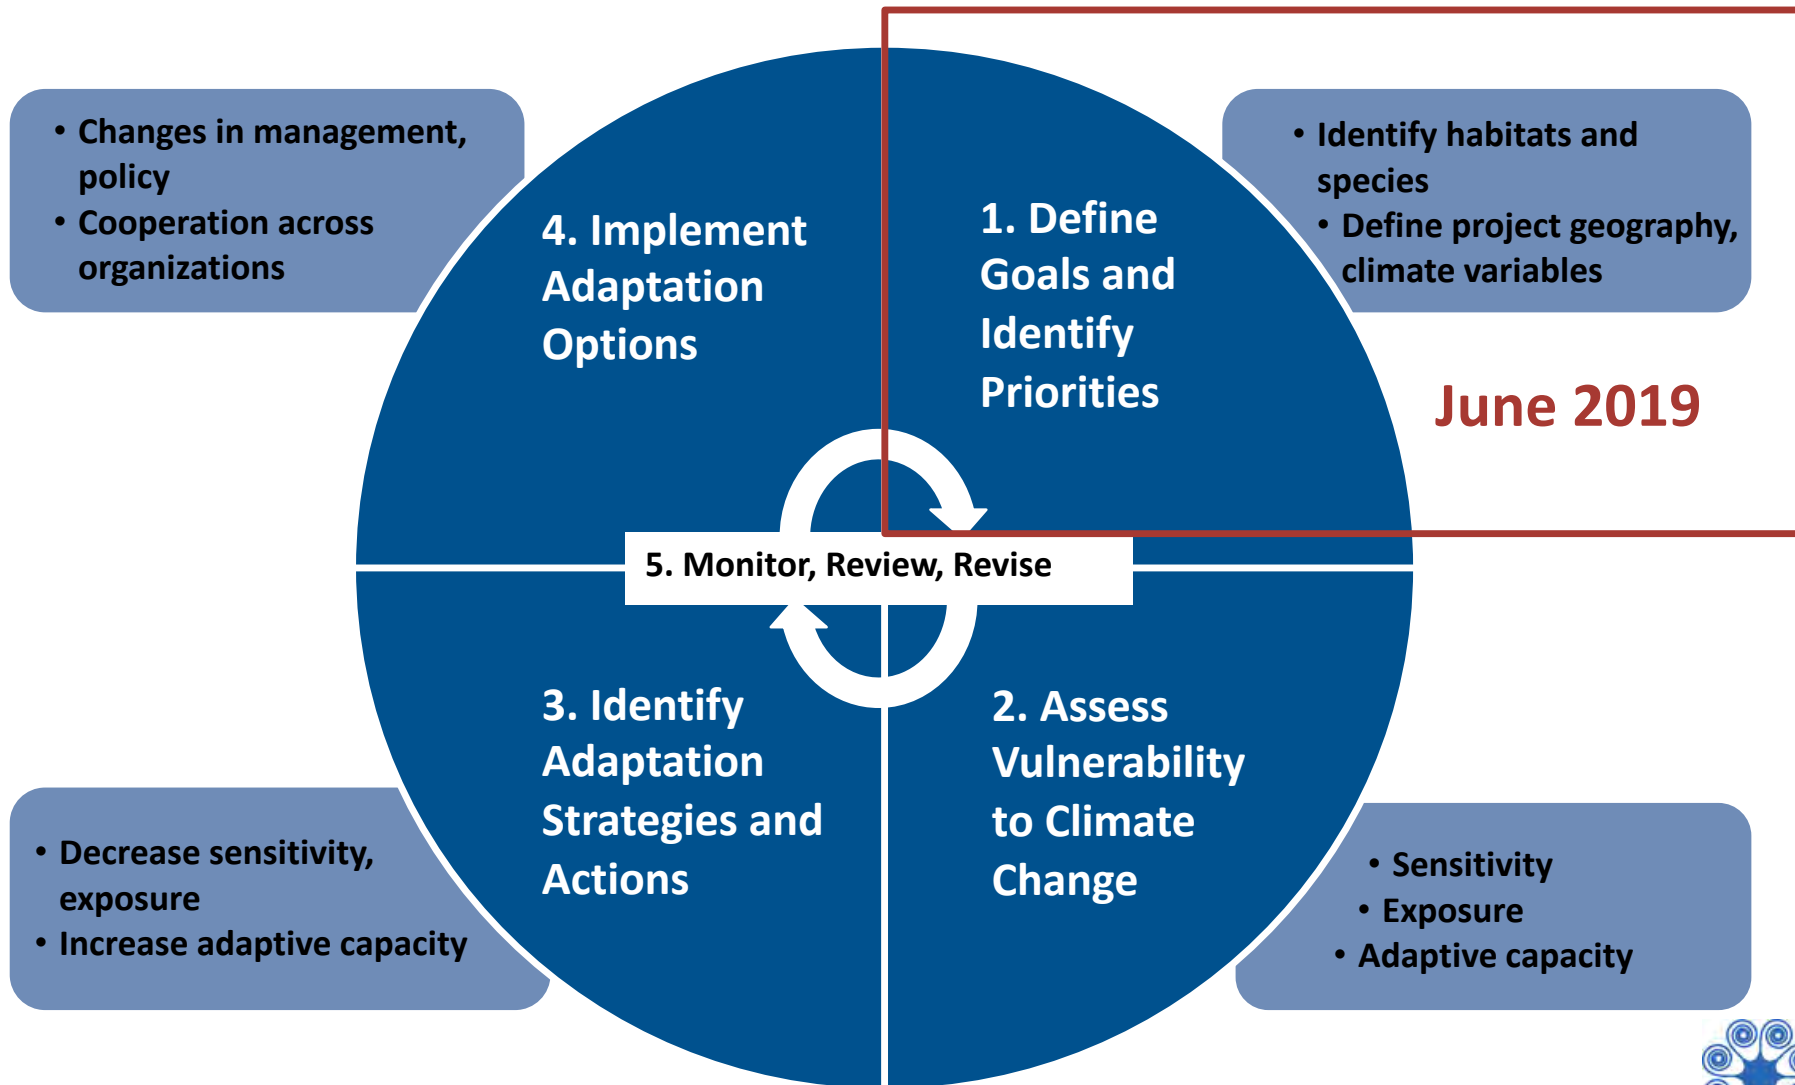 • Changes in management,
policy
• Cooperation across
organizations
4. Implement
Adaptation
Options
1. Define
Goals and
Identify
Priorities
• Identify habitats and
species
• Define project geography,
climate variables
June 2019
5. Monitor, Review, Revise
3. Identify
Adaptation
Strategies and
Actions
2. Assess
Vulnerability
to Climate
Change
• Decrease sensitivity,
exposure
• Increase adaptive capacity
• Sensitivity
• Exposure
• Adaptive capacity